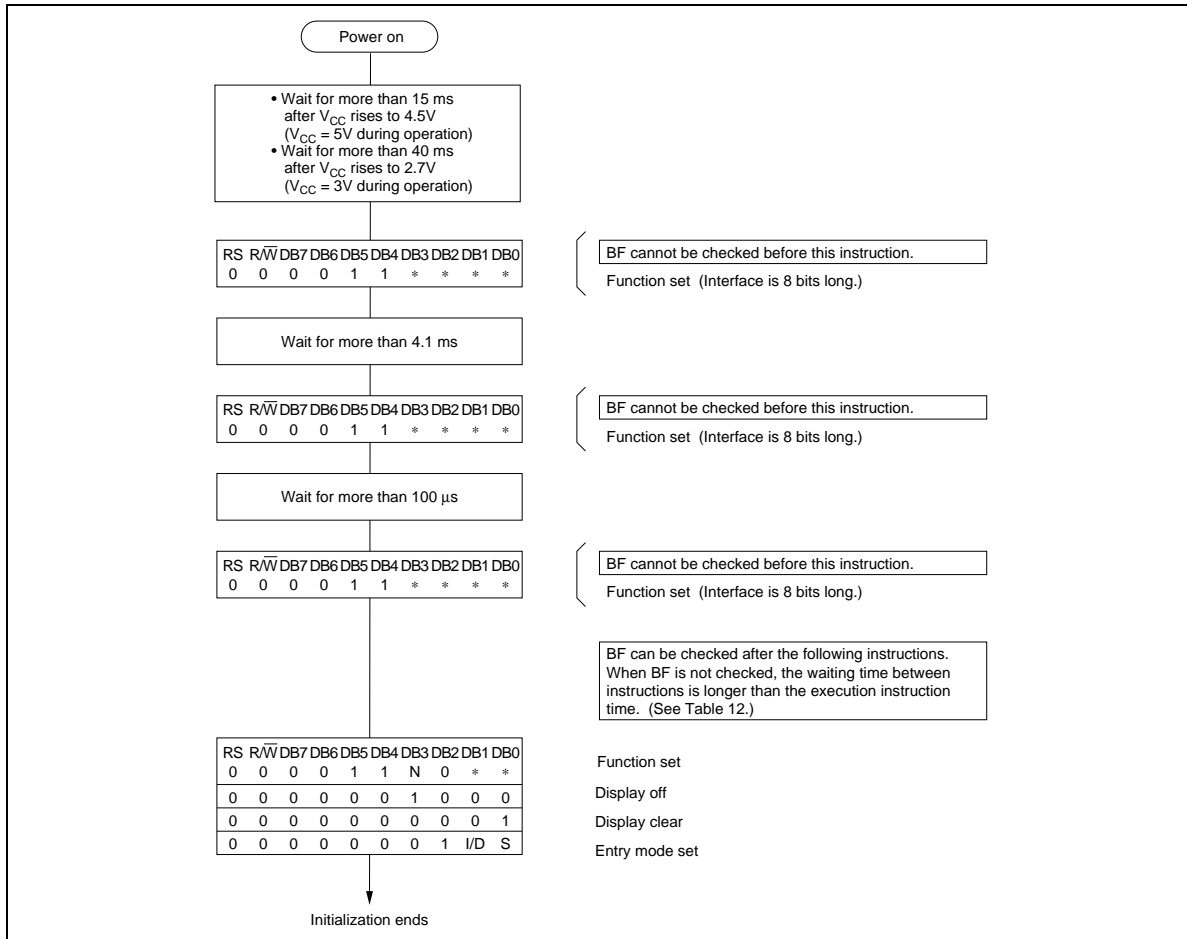 Power on
• Wait for more than 15 ms
after VCC rises to 4.5V
(VCC = 5V during operation)
• Wait for more than 40 ms
after VCC rises to 2.7V
(VCC = 3V during operation)
RS R/W̅ DB7 DB6 DB5 DB4 DB3 DB2 DB1 DB0
0 0 0 0 1 1 * * * *
BF cannot be checked before this instruction.
Function set (Interface is 8 bits long.)
Wait for more than 4.1 ms
RS R/W̅ DB7 DB6 DB5 DB4 DB3 DB2 DB1 DB0
0 0 0 0 1 1 * * * *
BF cannot be checked before this instruction.
Function set (Interface is 8 bits long.)
Wait for more than 100 μs
RS R/W̅ DB7 DB6 DB5 DB4 DB3 DB2 DB1 DB0
0 0 0 0 1 1 * * * *
BF cannot be checked before this instruction.
Function set (Interface is 8 bits long.)
BF can be checked after the following instructions.
When BF is not checked, the waiting time between
instructions is longer than the execution instruction
time. (See Table 12.)
RS R/W̅ DB7 DB6 DB5 DB4 DB3 DB2 DB1 DB0
0 0 0 0 1 1 N 0 * *
Function set
0 0 0 0 0 0 1 0 0 0
Display off
0 0 0 0 0 0 0 0 0 1
Display clear
0 0 0 0 0 0 0 1 I/D S
Entry mode set
Initialization ends